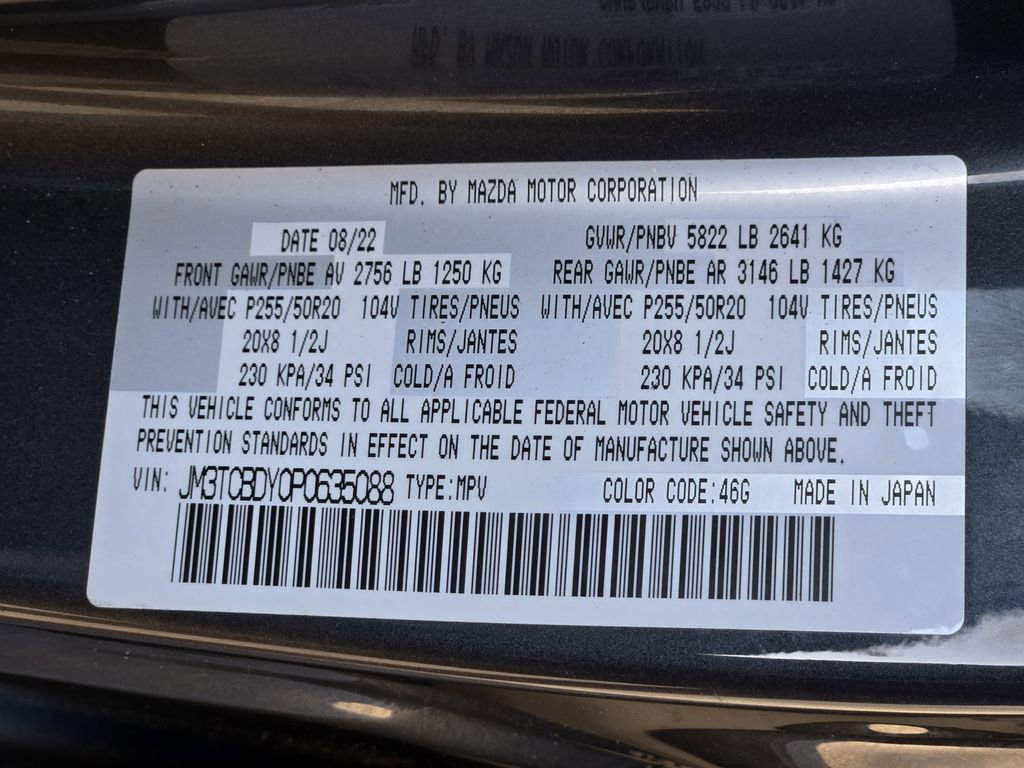 MFD. BY MAZDA MOTOR CORPORATION
DATE 08/22 GVWR/PNBV 5822 LB 2641 KG
FRONT GAWR/PNBE AV 2756 LB 1250 KG REAR GAWR/PNBE AR 3146 LB 1427 KG
WITH/AVEC P255/50R20 104V TIRES/PNEUS WITH/AVEC P255/50R20 104V TIRES/PNEUS
20X8 1/2J RIMS/JANTES 20X8 1/2J RIMS/JANTES
230 KPA/34 PSI COLD/A FROID 230 KPA/34 PSI COLD/A FROID
THIS VEHICLE CONFORMS TO ALL APPLICABLE FEDERAL MOTOR VEHICLE SAFETY AND THEFT
PREVENTION STANDARDS IN EFFECT ON THE DATE OF MANUFACTURE SHOWN ABOVE.
VIN: JM3TCBDY0P0635088 TYPE:MPV COLOR CODE:46G MADE IN JAPAN